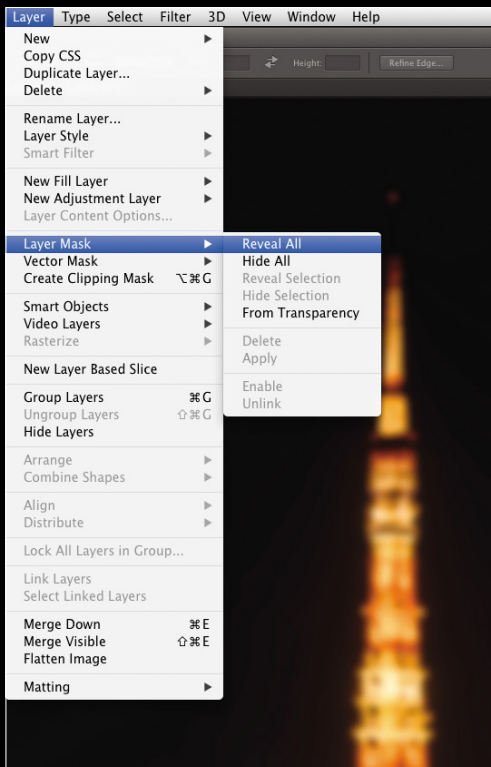 Layer Type Select Filter 3D View Window Help
New
Copy CSS
Duplicate Layer...
Delete
Height:
Refine Edge...
Rename Layer...
Layer Style
Smart Filter
New Fill Layer
New Adjustment Layer
Layer Content Options...
Layer Mask
Vector Mask
Create Clipping Mask ⌥⌘G
Smart Objects
Video Layers
Rasterize
New Layer Based Slice
Group Layers ⌘G
Ungroup Layers ⇧⌘G
Hide Layers
Arrange
Combine Shapes
Align
Distribute
Lock All Layers in Group...
Link Layers
Select Linked Layers
Merge Down ⌘E
Merge Visible ⇧⌘E
Flatten Image
Matting
Reveal All
Hide All
Reveal Selection
Hide Selection
From Transparency
Delete
Apply
Enable
Unlink